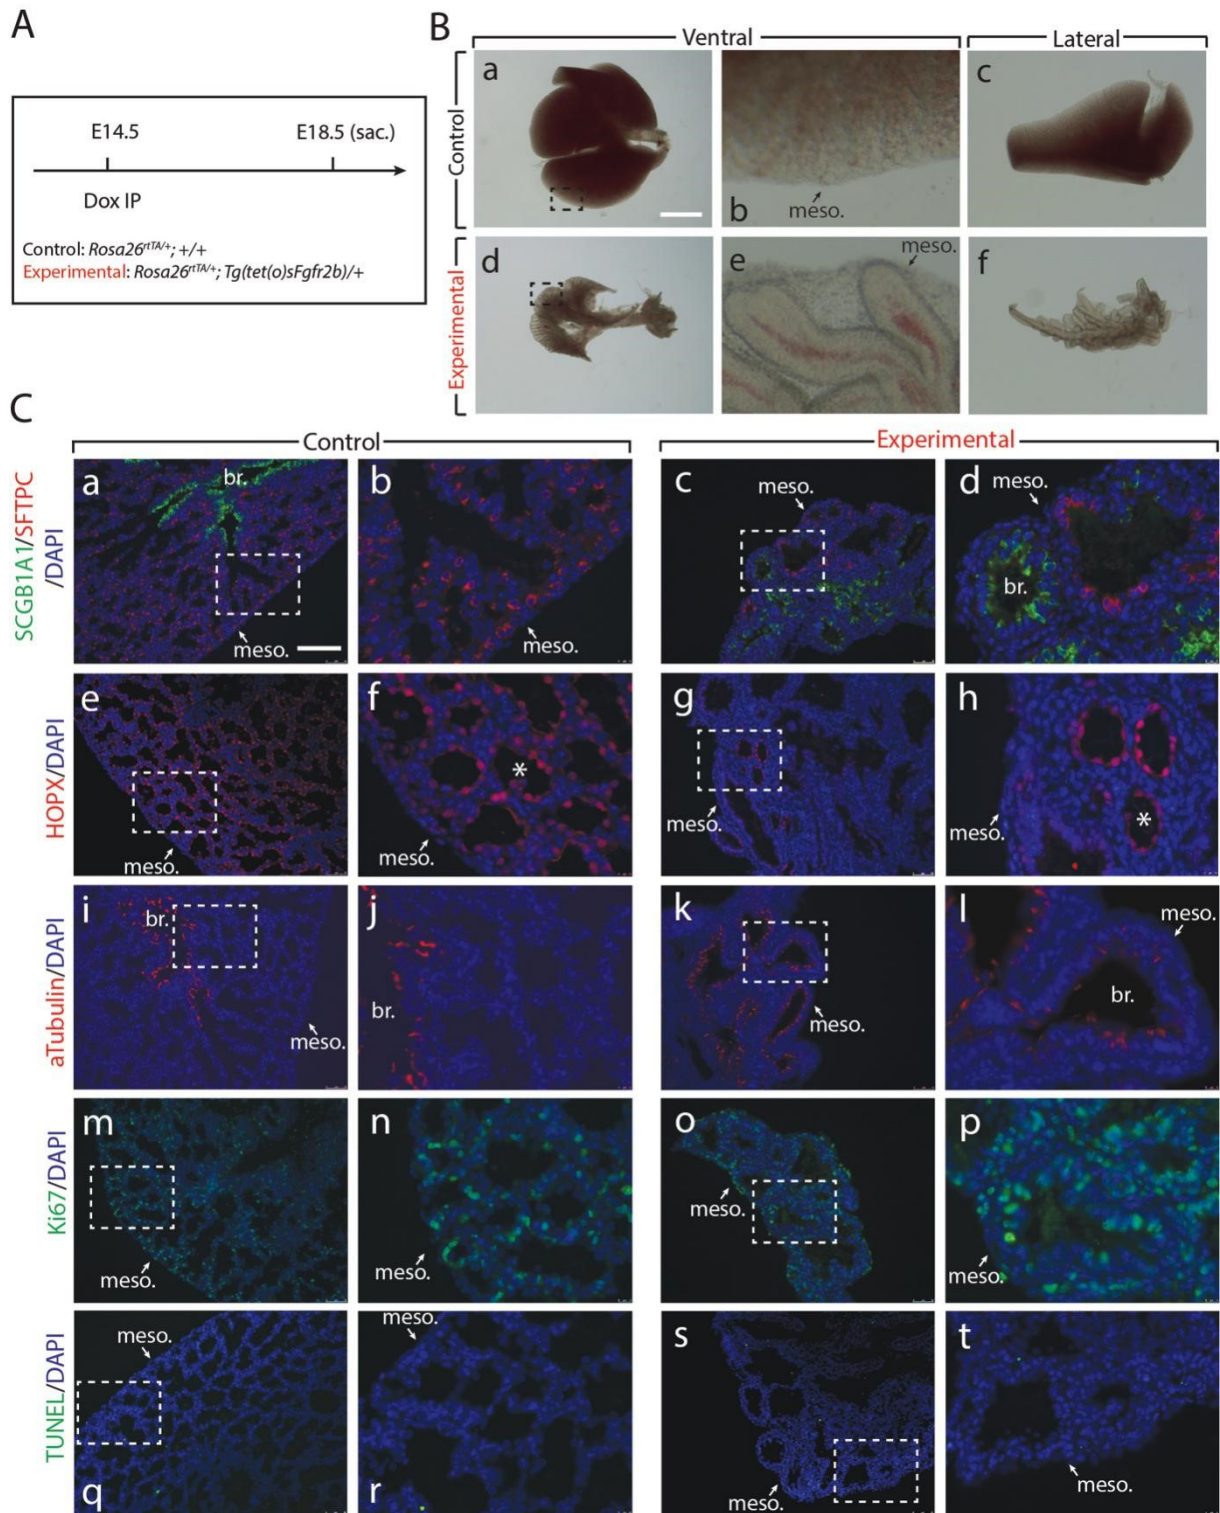 A
E14.5 E18.5 (sac.)
Dox IP
Control: Rosa26rtTA/+; +/+
Experimental: Rosa26rtTA/+; Tg(tet(o)sFgfr2b)/+
B
Ventral Lateral
Control
a b c
meso.
Experimental
d e f
meso.
C
Control Experimental
SCGB1A1/SFTPC
/DAPI
a br. meso.
b meso.
c meso.
d meso. br.
HOPX/DAPI
e meso.
f * meso.
g meso.
h meso. *
aTubulin/DAPI
i br. meso.
j br.
k meso.
l meso. br.
Ki67/DAPI
m meso.
n meso.
o meso.
p meso.
TUNEL/DAPI
q meso.
r meso.
s meso.
t meso.